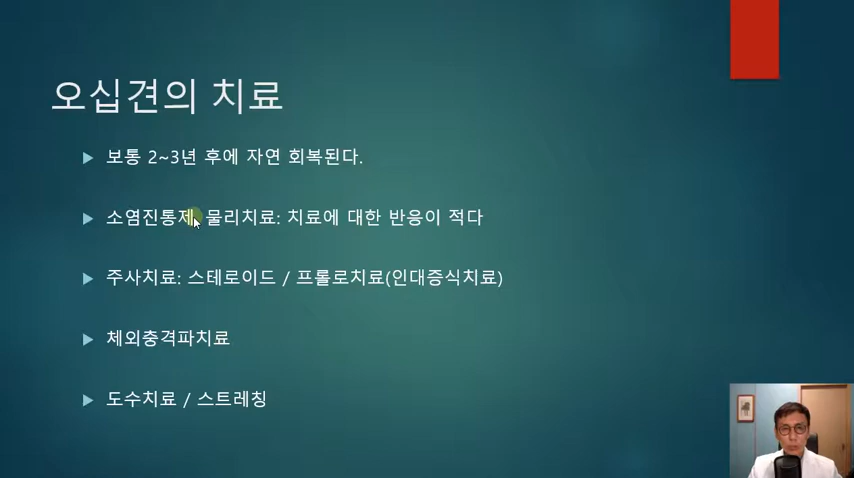 오십견의 치료
보통 2~3년 후에 자연 회복된다.
소염진통제, 물리치료: 치료에 대한 반응이 적다
주사치료: 스테로이드 / 프롤로치료(인대증식치료)
체외충격파치료
도수치료 / 스트레칭